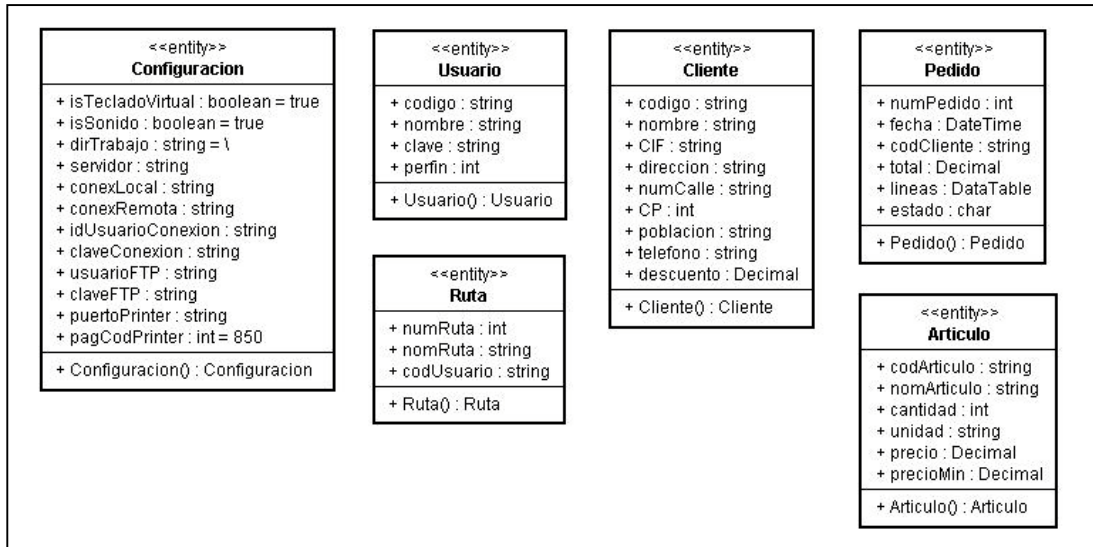 <<entity>>
Configuracion
+ isTecladoVirtual : boolean = true
+ isSonido : boolean = true
+ dirTrabajo : string = \
+ servidor : string
+ conexLocal : string
+ conexRemota : string
+ idUsuarioConexion : string
+ claveConexion : string
+ usuarioFTP : string
+ claveFTP : string
+ puertoPrinter : string
+ pagCodPrinter : int = 850
+ Configuracion() : Configuracion
<<entity>>
Usuario
+ codigo : string
+ nombre : string
+ clave : string
+ perfin : int
+ Usuario() : Usuario
<<entity>>
Ruta
+ numRuta : int
+ nomRuta : string
+ codUsuario : string
+ Ruta() : Ruta
<<entity>>
Cliente
+ codigo : string
+ nombre : string
+ CIF : string
+ direccion : string
+ numCalle : string
+ CP : int
+ poblacion : string
+ telefono : string
+ descuento : Decimal
+ Cliente() : Cliente
<<entity>>
Pedido
+ numPedido : int
+ fecha : DateTime
+ codCliente : string
+ total : Decimal
+ lineas : DataTable
+ estado : char
+ Pedido() : Pedido
<<entity>>
Articulo
+ codArticulo : string
+ nomArticulo : string
+ cantidad : int
+ unidad : string
+ precio : Decimal
+ precioMin : Decimal
+ Articulo() : Articulo